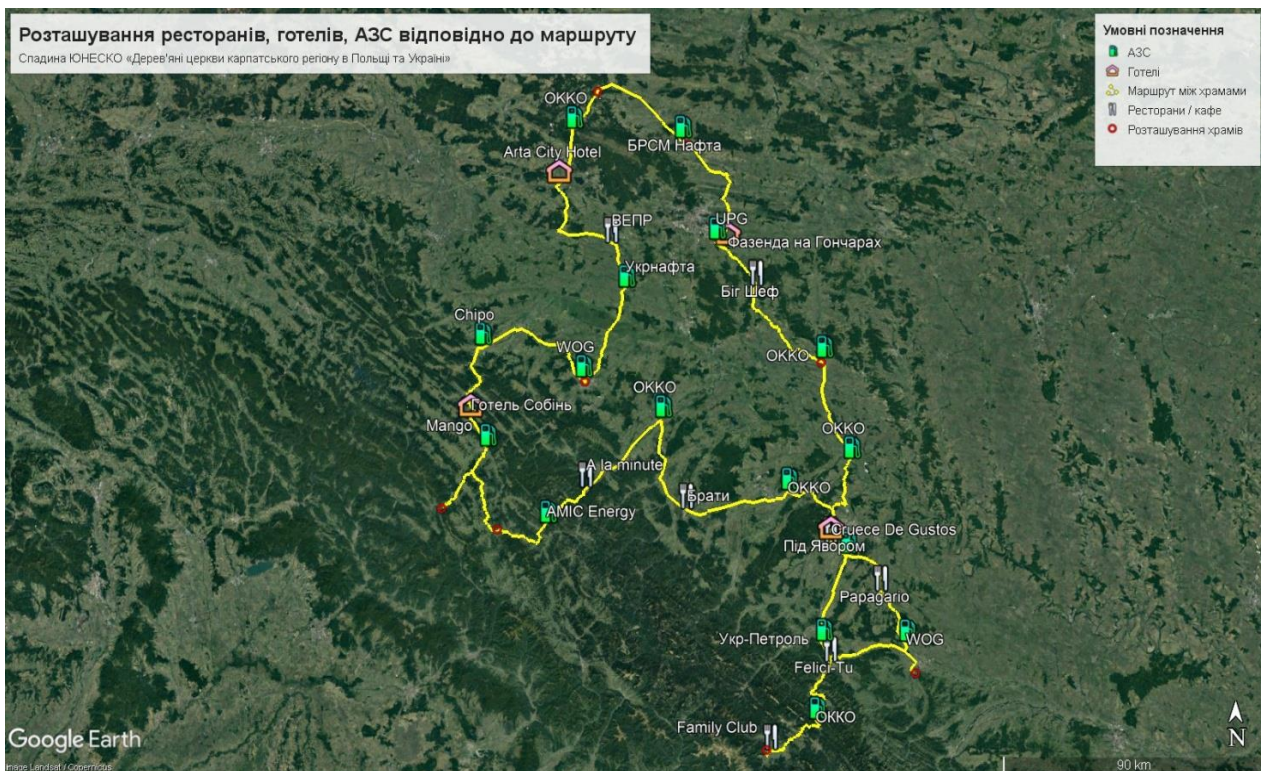 Розташування ресторанів, готелів, АЗС відповідно до маршруту
Спадина ЮНЕСКО «Дерев'яні церкви карпатського регіону в Польщі та Україні»
Умовні позначення
АЗС
Готелі
Маршрут між храмами
Ресторани / кафе
Розташування храмів
ОККО
БРСМ Нафта
Arta City Hotel
ВЕПР
UPG
Фазенда на Гончарах
Укрнафта
Біг Шеф
Chipo
WOG
ОККО
ОККО
Готель Собінь
Mango
ОККО
A la minute
ОККО
Брати
AMIC Energy
Cruece De Gustos
Під Явором
Papagario
Укр-Петроль
WOG
Felici-Tu
ОККО
Family Club
Google Earth
Image Landsat / Copernicus
N
90 km